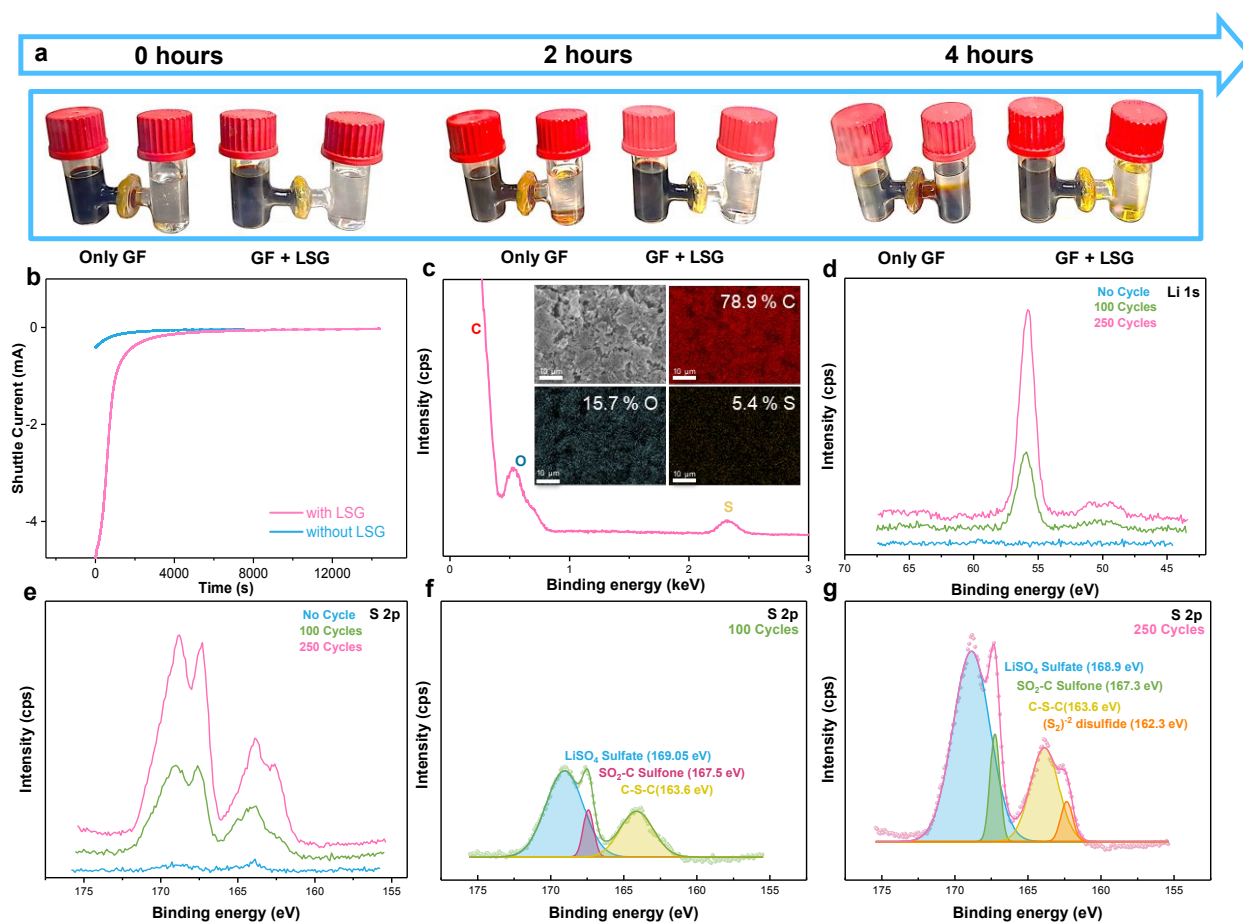 a
0 hours
2 hours
4 hours
Only GF
GF + LSG
Only GF
GF + LSG
Only GF
GF + LSG
b
0
-2
-4
Shuttle Current (mA)
with LSG
without LSG
0
4000
8000
12000
Time (s)
c
Intensity (cps)
C
O
S
10 µm
78.9 % C
10 µm
15.7 % O
10 µm
5.4 % S
10 µm
0
1
2
3
Binding energy (keV)
d
No Cycle
Li 1s
100 Cycles
250 Cycles
Intensity (cps)
70
65
60
55
50
45
Binding energy (eV)
e
No Cycle
S 2p
100 Cycles
250 Cycles
Intensity (cps)
175
170
165
160
155
Binding energy (eV)
f
S 2p
100 Cycles
LiSO4 Sulfate (169.05 eV)
SO2-C Sulfone (167.5 eV)
C-S-C(163.6 eV)
Intensity (cps)
175
170
165
160
155
Binding energy (eV)
g
S 2p
250 Cycles
LiSO4 Sulfate (168.9 eV)
SO2-C Sulfone (167.3 eV)
C-S-C(163.6 eV)
(S2)-2 disulfide (162.3 eV)
Intensity (cps)
175
170
165
160
155
Binding energy (eV)